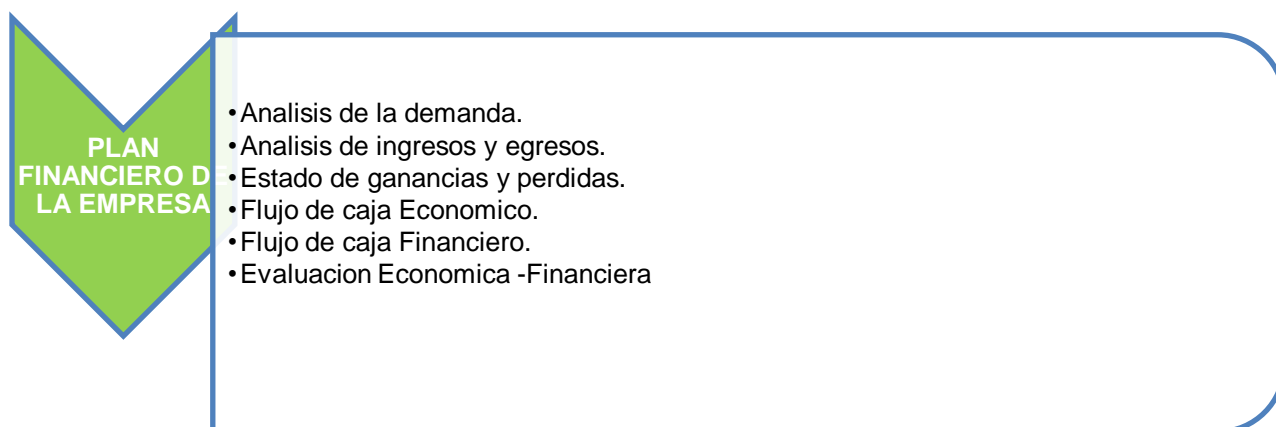 PLAN
FINANCIERO DE
LA EMPRESA
•Analisis de la demanda.
•Analisis de ingresos y egresos.
•Estado de ganancias y perdidas.
•Flujo de caja Economico.
•Flujo de caja Financiero.
•Evaluacion Economica -Financiera